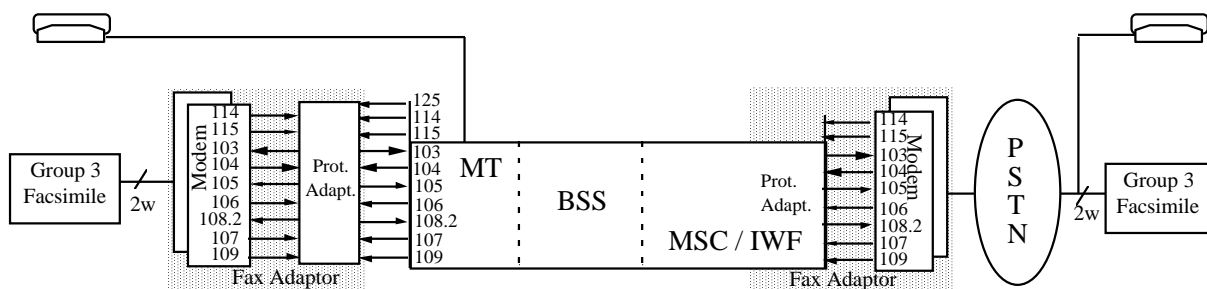 Group 3
Facsimile
2w
Modem
114
115
103
104
105
106
108.2
107
109
Prot.
Adapt.
Fax Adaptor
125
114
115
103
104
105
106
108.2
107
109
MT
BSS
MSC / IWF
Prot.
Adapt.
Fax Adaptor
114
115
103
104
105
106
108.2
107
109
Modem
PSTN
2w
Group 3
Facsimile